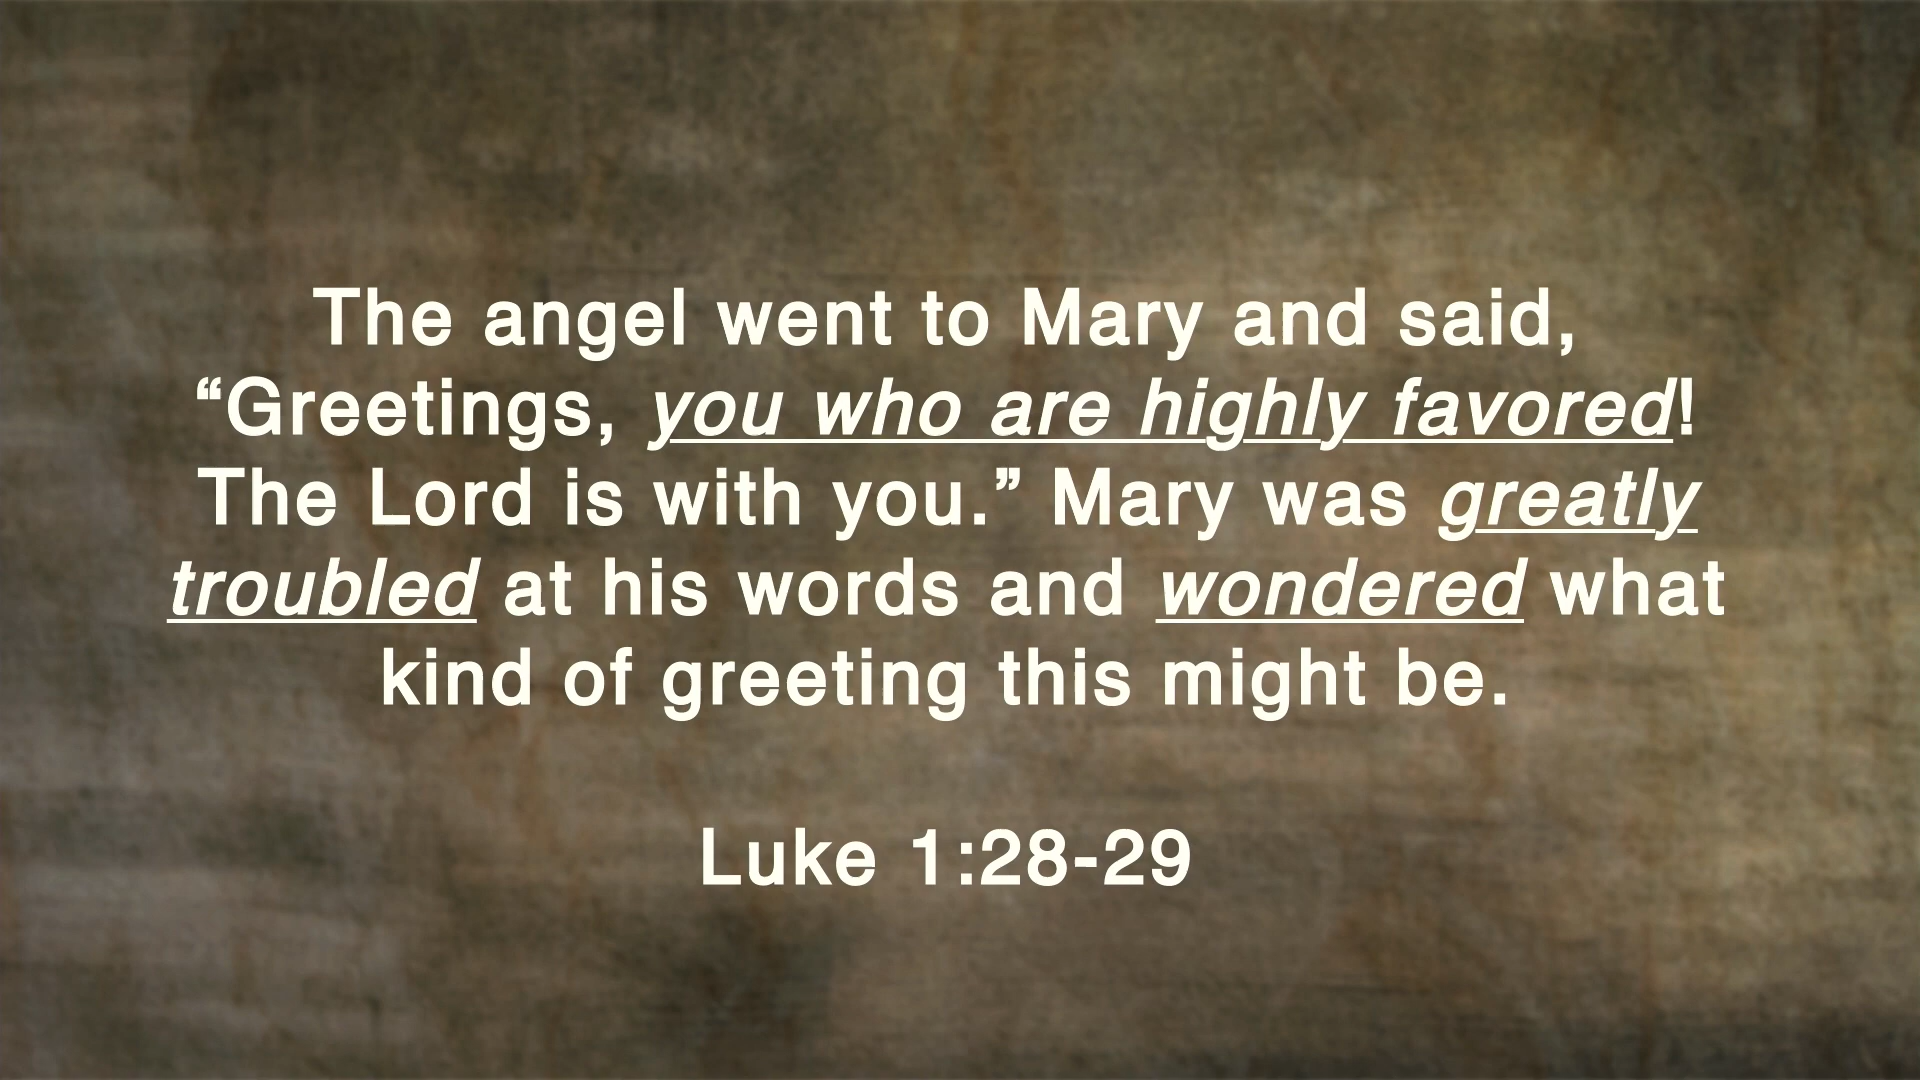 The angel went to Mary and said,
“Greetings, you who are highly favored!
The Lord is with you.” Mary was greatly
troubled at his words and wondered what
kind of greeting this might be.
Luke 1:28-29